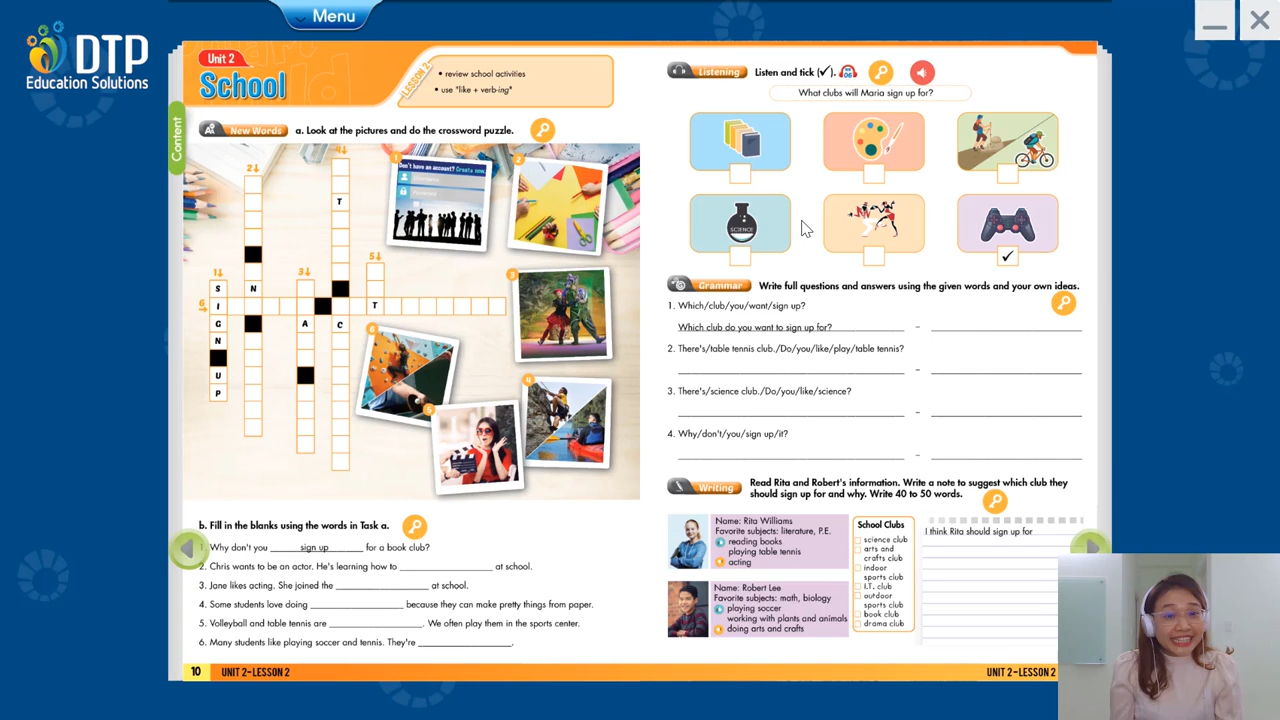 Menu
DTP
Education Solutions
Content
Unit 2
School
LESSON 2
• review school activities
• use "like + verb-ing"
New Words
a. Look at the pictures and do the crossword puzzle.
4
2
T
5
1
3
S
N
6
I
T
G
A
C
N
U
P
1
Don't have an account? Create now.
2
3
6
4
5
b. Fill in the blanks using the words in Task a.
1. Why don't you sign up for a book club?
2. Chris wants to be an actor. He's learning how to ____ at school.
3. Jane likes acting. She joined the ____ at school.
4. Some students love doing ____ because they can make pretty things from paper.
5. Volleyball and table tennis are ____. We often play them in the sports center.
6. Many students like playing soccer and tennis. They're ____.
10 UNIT 2-LESSON 2
Listening Listen and tick (✓).
What clubs will Maria sign up for?
SCIENCE
✓
Grammar Write full questions and answers using the given words and your own ideas.
1. Which/club/you/want/sign up?
Which club do you want to sign up for? -
2. There's/table tennis club./Do/you/like/play/table tennis?
-
3. There's/science club./Do/you/like/science?
-
4. Why/don't/you/sign up/it?
-
Writing Read Rita and Robert's information. Write a note to suggest which club they
should sign up for and why. Write 40 to 50 words.
Name: Rita Williams
Favorite subjects: literature, P.E.
reading books
playing table tennis
acting
Name: Robert Lee
Favorite subjects: math, biology
playing soccer
working with plants and animals
doing arts and crafts
School Clubs
science club
arts and
crafts club
indoor
sports club
I.T. club
outdoor
sports club
book club
drama club
I think Rita should sign up for
UNIT 2-LESSON 2